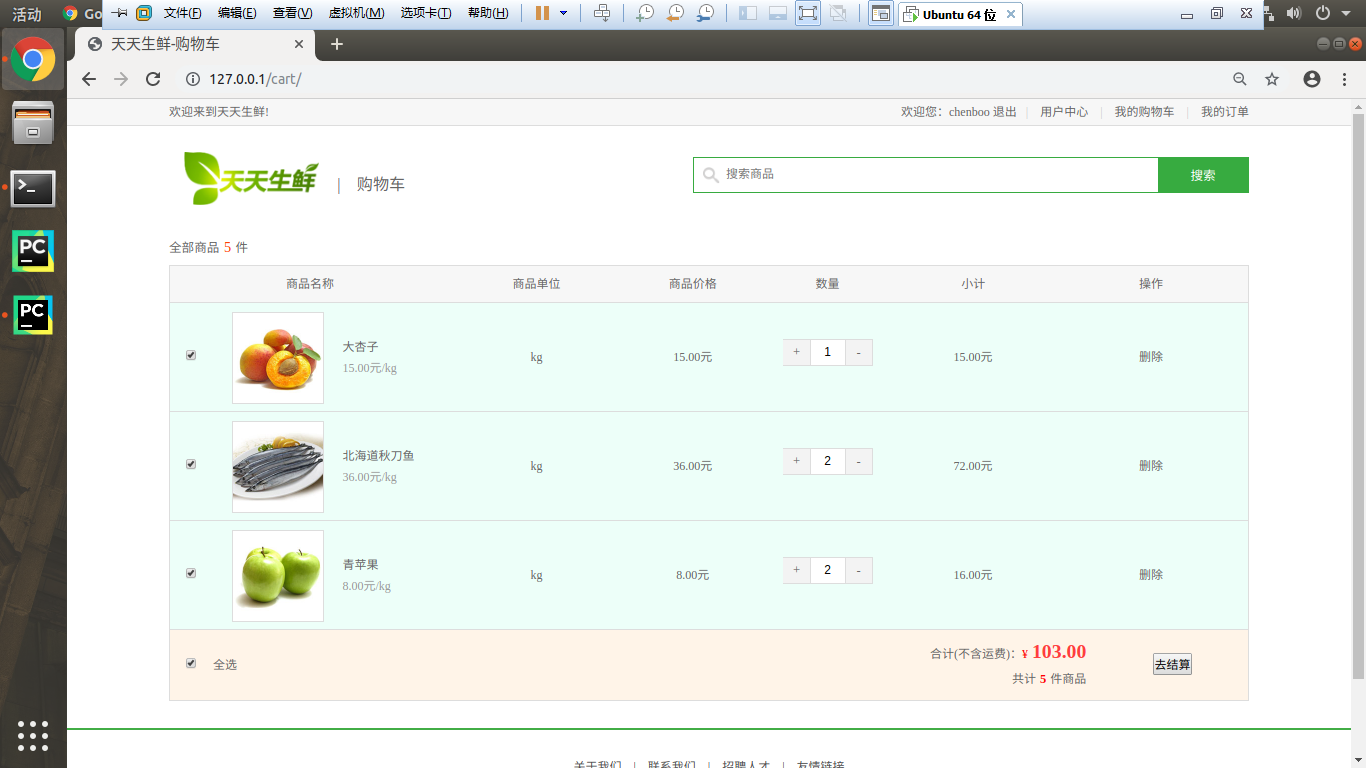 活动 Go 文件(F) 编辑(E) 查看(V) 虚拟机(M) 选项卡(T) 帮助(H) Ubuntu 64 位
天天生鲜-购物车
127.0.0.1/cart/
欢迎来到天天生鲜! 欢迎您：chenboo 退出 | 用户中心 | 我的购物车 | 我的订单
天天生鲜 | 购物车 搜索商品 搜索
全部商品 5 件
商品名称 商品单位 商品价格 数量 小计 操作
大杏子
15.00元/kg
kg 15.00元 + 1 - 15.00元 删除
北海道秋刀鱼
36.00元/kg
kg 36.00元 + 2 - 72.00元 删除
青苹果
8.00元/kg
kg 8.00元 + 2 - 16.00元 删除
全选
合计(不含运费)：¥ 103.00
共计 5 件商品
去结算
关于我们 | 联系我们 | 招聘人才 | 友情链接
PC
PC